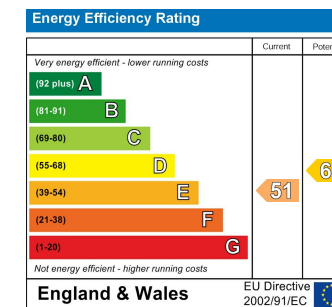 Energy Efficiency Rating
Current
Very energy efficient - lower running costs
(92 plus) A
(81-91) B
(69-80) C
(55-68) D
(39-54) E
51
(21-38) F
(1-20) G
Not energy efficient - higher running costs
England & Wales
EU Directive
2002/91/EC